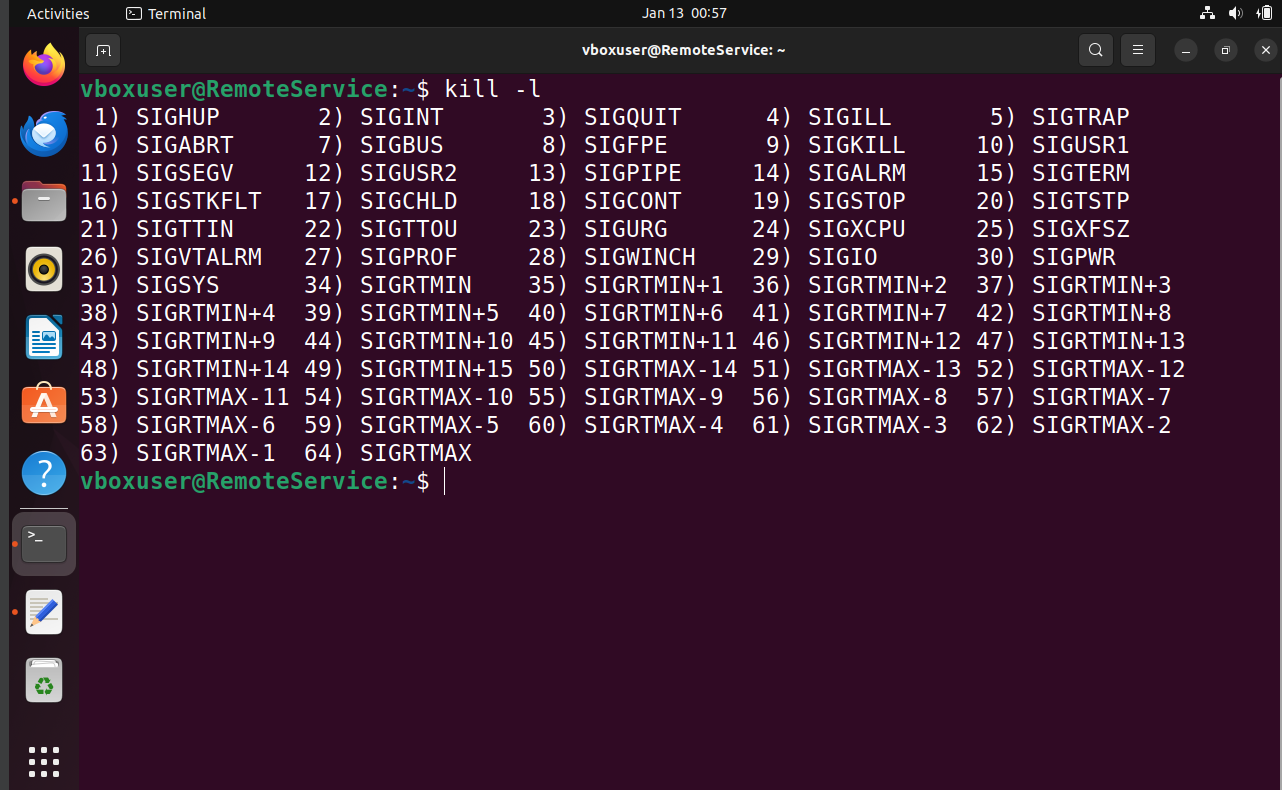 Activities Terminal Jan 13 00:57
vboxuser@RemoteService: ~
vboxuser@RemoteService:~$ kill -l
 1) SIGHUP       2) SIGINT       3) SIGQUIT      4) SIGILL       5) SIGTRAP
 6) SIGABRT      7) SIGBUS       8) SIGFPE       9) SIGKILL     10) SIGUSR1
11) SIGSEGV     12) SIGUSR2     13) SIGPIPE     14) SIGALRM     15) SIGTERM
16) SIGSTKFLT   17) SIGCHLD     18) SIGCONT     19) SIGSTOP     20) SIGTSTP
21) SIGTTIN     22) SIGTTOU     23) SIGURG      24) SIGXCPU     25) SIGXFSZ
26) SIGVTALRM   27) SIGPROF     28) SIGWINCH    29) SIGIO       30) SIGPWR
31) SIGSYS      34) SIGRTMIN    35) SIGRTMIN+1  36) SIGRTMIN+2  37) SIGRTMIN+3
38) SIGRTMIN+4  39) SIGRTMIN+5  40) SIGRTMIN+6  41) SIGRTMIN+7  42) SIGRTMIN+8
43) SIGRTMIN+9  44) SIGRTMIN+10 45) SIGRTMIN+11 46) SIGRTMIN+12 47) SIGRTMIN+13
48) SIGRTMIN+14 49) SIGRTMIN+15 50) SIGRTMAX-14 51) SIGRTMAX-13 52) SIGRTMAX-12
53) SIGRTMAX-11 54) SIGRTMAX-10 55) SIGRTMAX-9  56) SIGRTMAX-8  57) SIGRTMAX-7
58) SIGRTMAX-6  59) SIGRTMAX-5  60) SIGRTMAX-4  61) SIGRTMAX-3  62) SIGRTMAX-2
63) SIGRTMAX-1  64) SIGRTMAX
vboxuser@RemoteService:~$